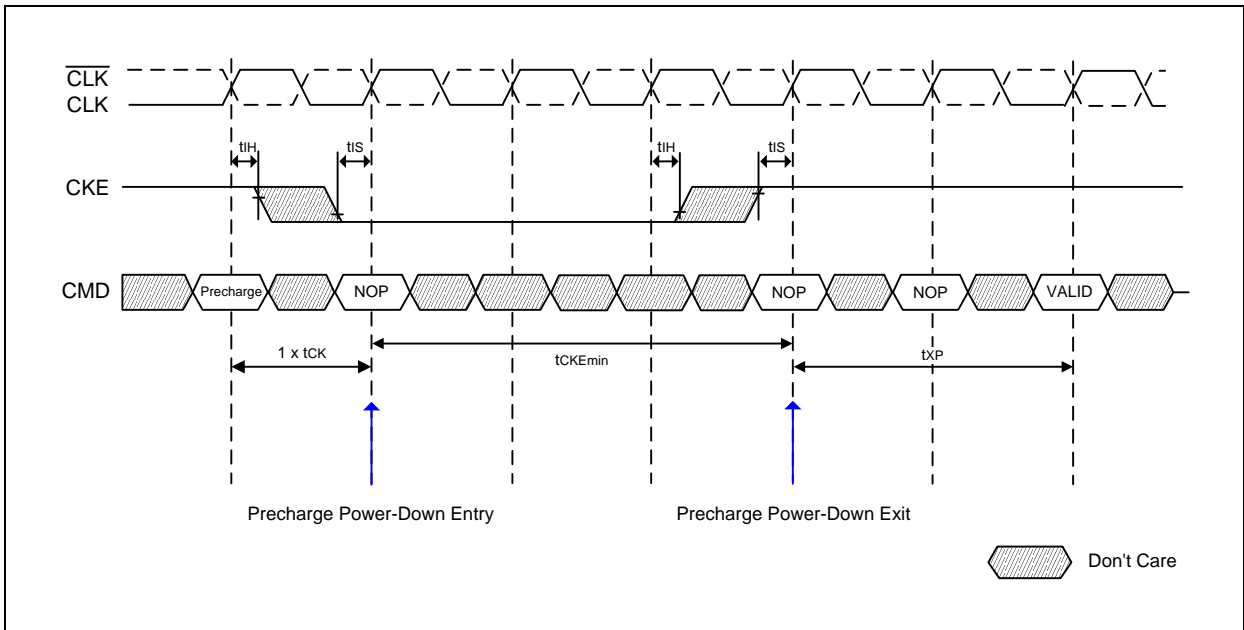 CLK
CLK
tIH
tIS
tIH
tIS
CKE
CMD
Precharge
NOP
NOP
NOP
VALID
1 x tCK
tCKEmin
tXP
Precharge Power-Down Entry
Precharge Power-Down Exit
Don't Care